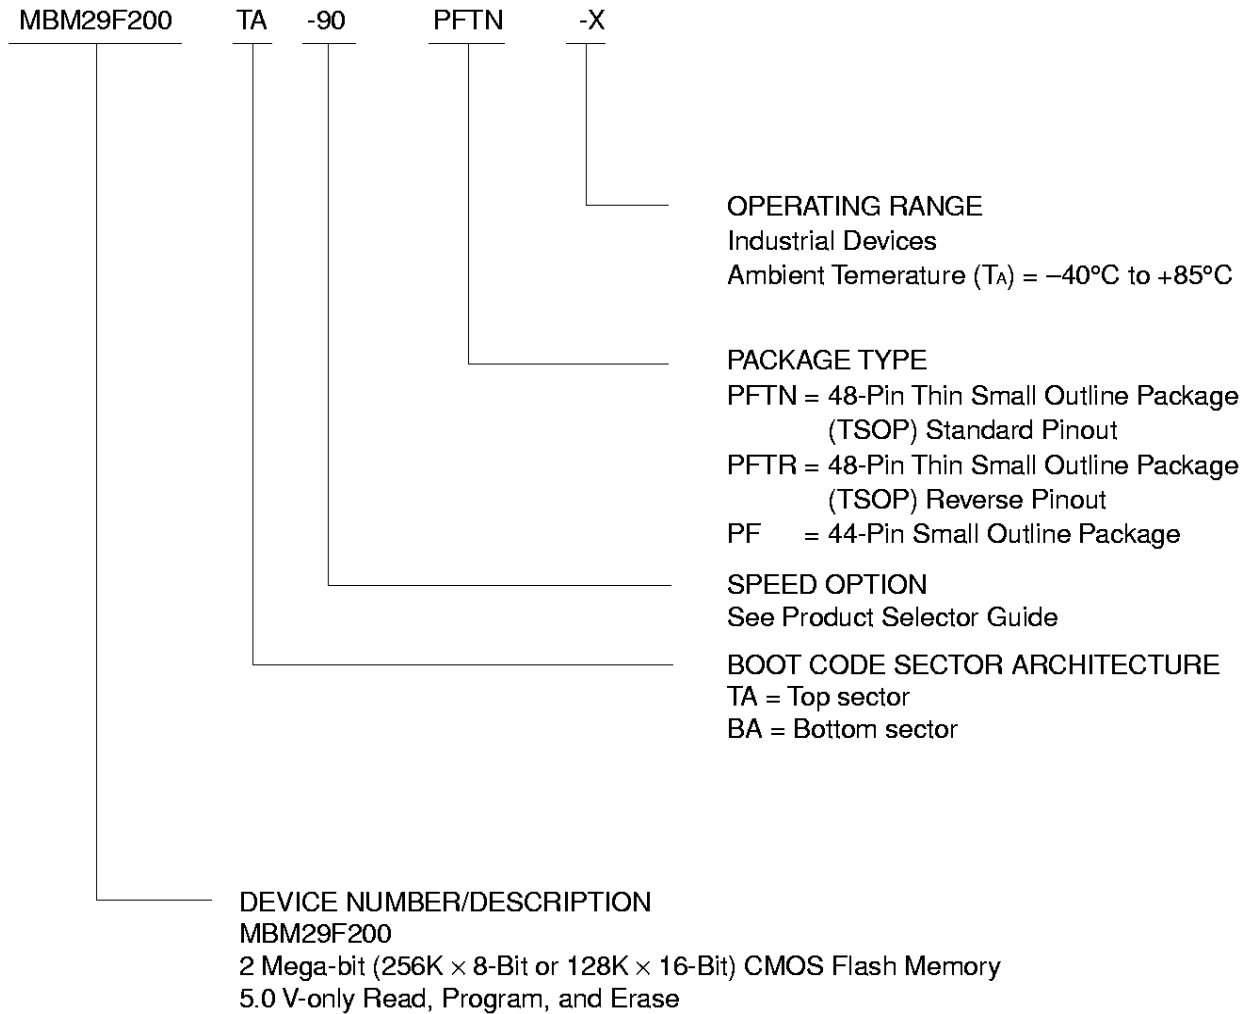 MBM29F200 TA -90 PFTN -X
OPERATING RANGE
Industrial Devices
Ambient Temerature (TA) = –40°C to +85°C
PACKAGE TYPE
PFTN = 48-Pin Thin Small Outline Package
(TSOP) Standard Pinout
PFTR = 48-Pin Thin Small Outline Package
(TSOP) Reverse Pinout
PF = 44-Pin Small Outline Package
SPEED OPTION
See Product Selector Guide
BOOT CODE SECTOR ARCHITECTURE
TA = Top sector
BA = Bottom sector
DEVICE NUMBER/DESCRIPTION
MBM29F200
2 Mega-bit (256K × 8-Bit or 128K × 16-Bit) CMOS Flash Memory
5.0 V-only Read, Program, and Erase